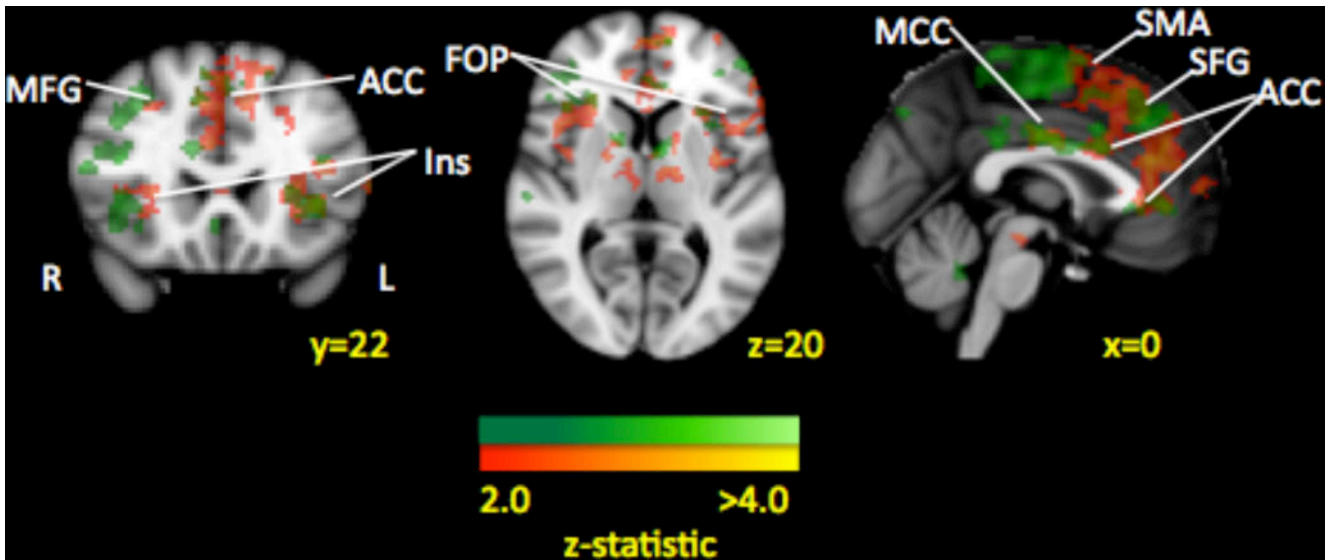 MFG
ACC
Ins
R
L
y=22
FOP
z=20
MCC
SMA
SFG
ACC
x=0
2.0
>4.0
z-statistic